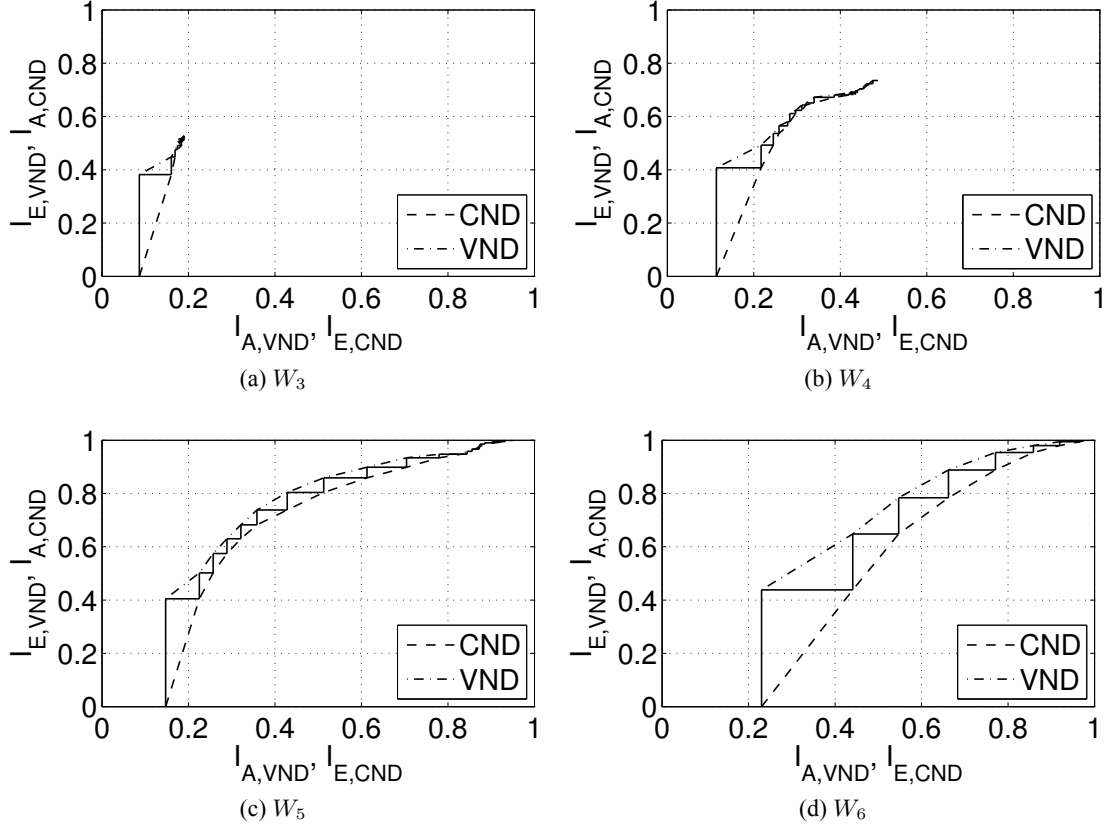 1
0.8
0.6
0.4
0.2
0
0 0.2 0.4 0.6 0.8 1
I_E,VND, I_A,CND
I_A,VND, I_E,CND
CND
VND
(a) W_3
1
0.8
0.6
0.4
0.2
0
0 0.2 0.4 0.6 0.8 1
I_E,VND, I_A,CND
I_A,VND, I_E,CND
CND
VND
(b) W_4
1
0.8
0.6
0.4
0.2
0
0 0.2 0.4 0.6 0.8 1
I_E,VND, I_A,CND
I_A,VND, I_E,CND
CND
VND
(c) W_5
1
0.8
0.6
0.4
0.2
0
0 0.2 0.4 0.6 0.8 1
I_E,VND, I_A,CND
I_A,VND, I_E,CND
CND
VND
(d) W_6